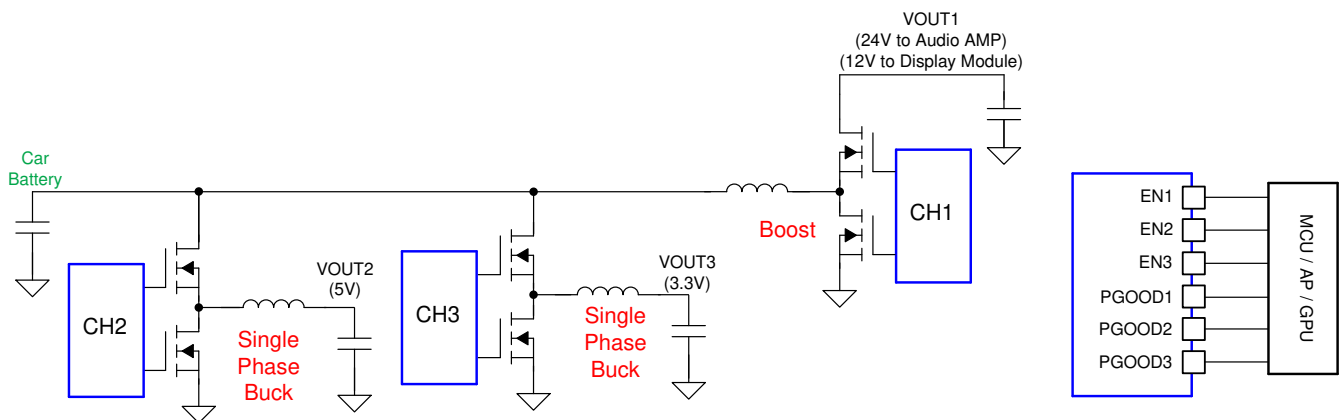 VOUT1
(24V to Audio AMP)
(12V to Display Module)
Car
Battery
CH1
Boost
CH2
VOUT2
(5V)
Single
Phase
Buck
CH3
VOUT3
(3.3V)
Single
Phase
Buck
EN1
EN2
EN3
PGOOD1
PGOOD2
PGOOD3
MCU / AP / GPU